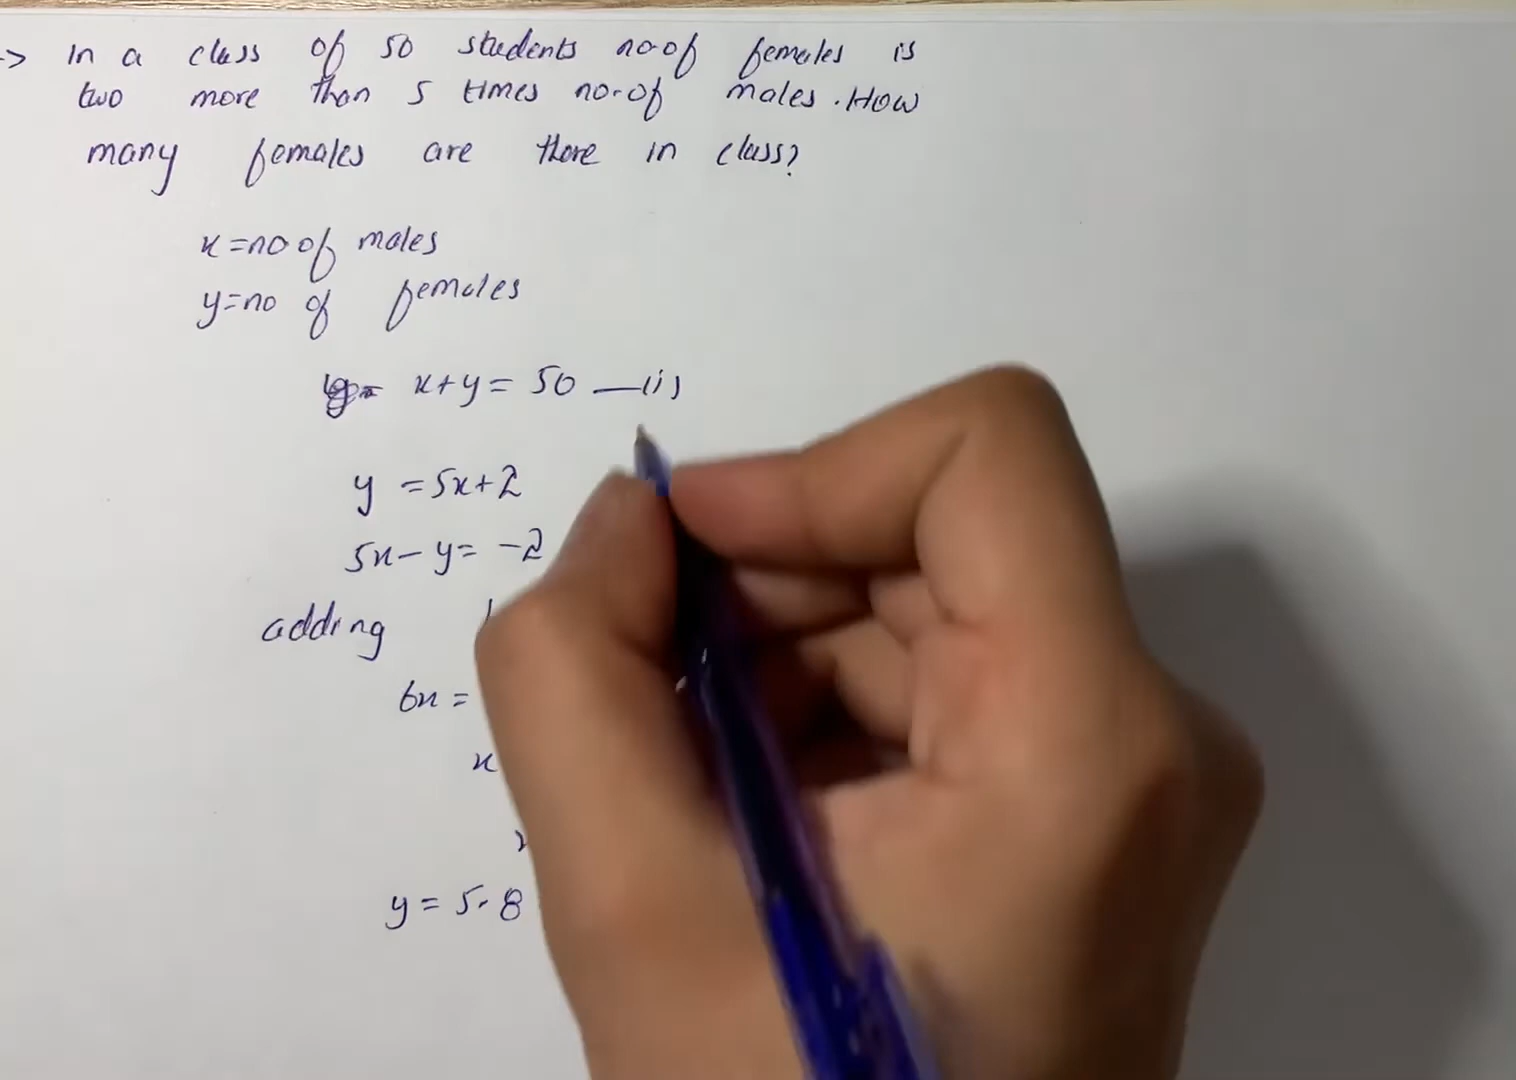 -> In a class of 50 students no.of females is
two more than 5 times no.of males. How
many females are there in class?
x = no of males
y = no of females
x + y = 50 —(i)
y = 5x + 2
5x - y = -2
adding
6x =
x
y = 5.8